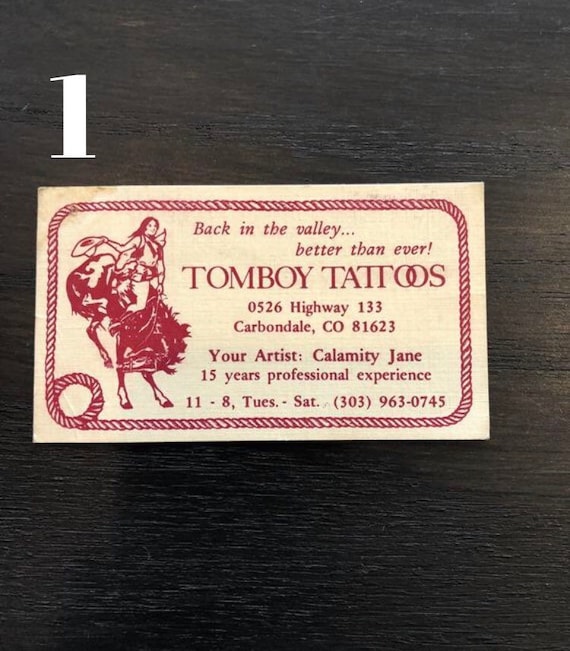 1
Back in the valley...
better than ever!
TOMBOY TATTOOS
0526 Highway 133
Carbondale, CO 81623
Your Artist: Calamity Jane
15 years professional experience
11 - 8, Tues. - Sat. (303) 963-0745